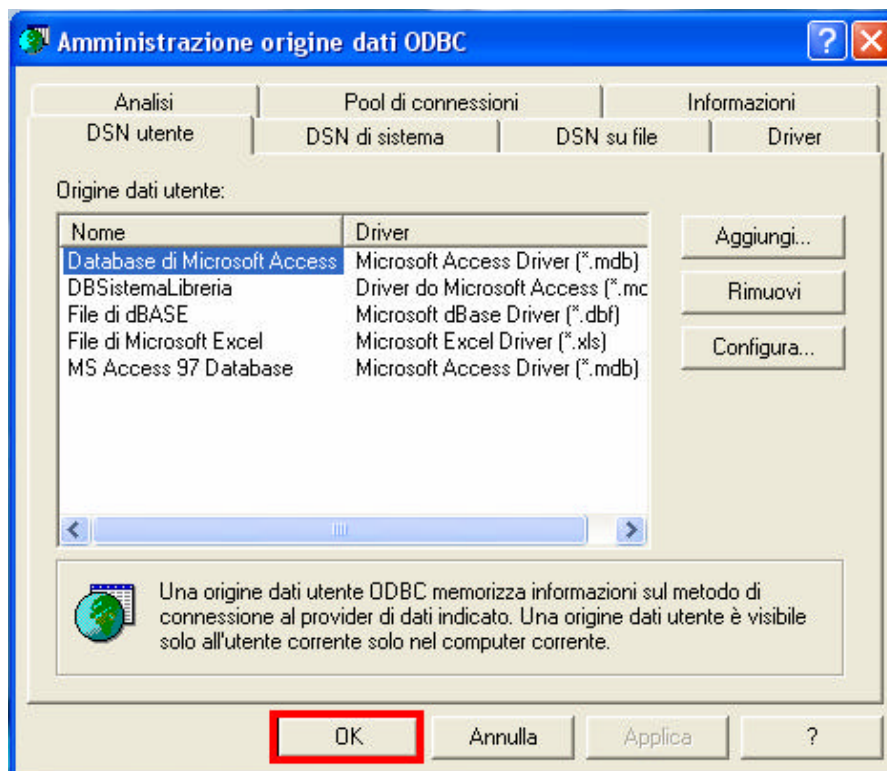 Amministrazione origine dati ODBC
Analisi Pool di connessioni Informazioni
DSN utente DSN di sistema DSN su file Driver
Origine dati utente:
Nome Driver
Database di Microsoft Access Microsoft Access Driver (*.mdb)
DBSistemaLibreria Driver do Microsoft Access (*.mc
File di dBASE Microsoft dBase Driver (*.dbf)
File di Microsoft Excel Microsoft Excel Driver (*.xls)
MS Access 97 Database Microsoft Access Driver (*.mdb)
Aggiungi...
Rimuovi
Configura...
Una origine dati utente ODBC memorizza informazioni sul metodo di
connessione al provider di dati indicato. Una origine dati utente è visibile
solo all'utente corrente solo nel computer corrente.
OK Annulla Applica ?